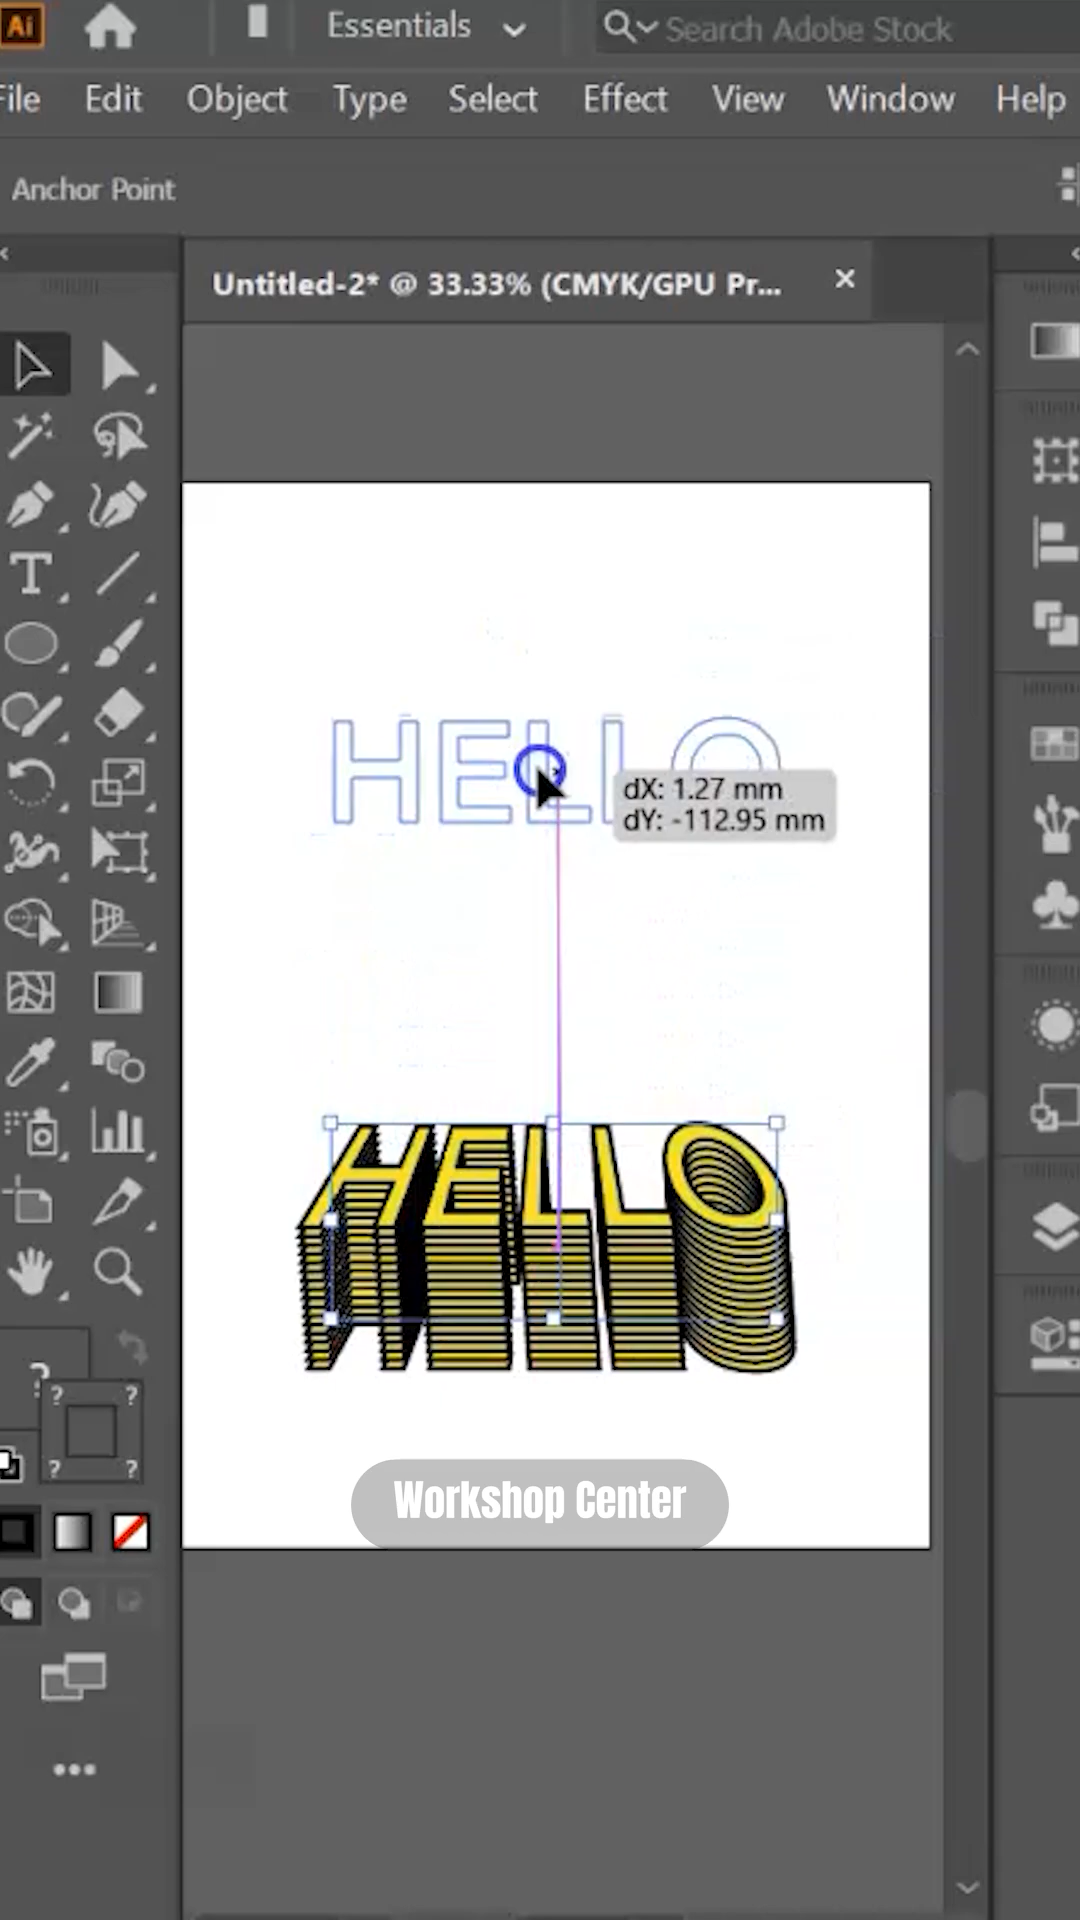 Ai
Essentials
Search Adobe Stock
File Edit Object Type Select Effect View Window Help
Anchor Point
Untitled-2* @ 33.33% (CMYK/GPU Pr...
HELLO
dX: 1.27 mm
dY: -112.95 mm
HELLO
Workshop Center